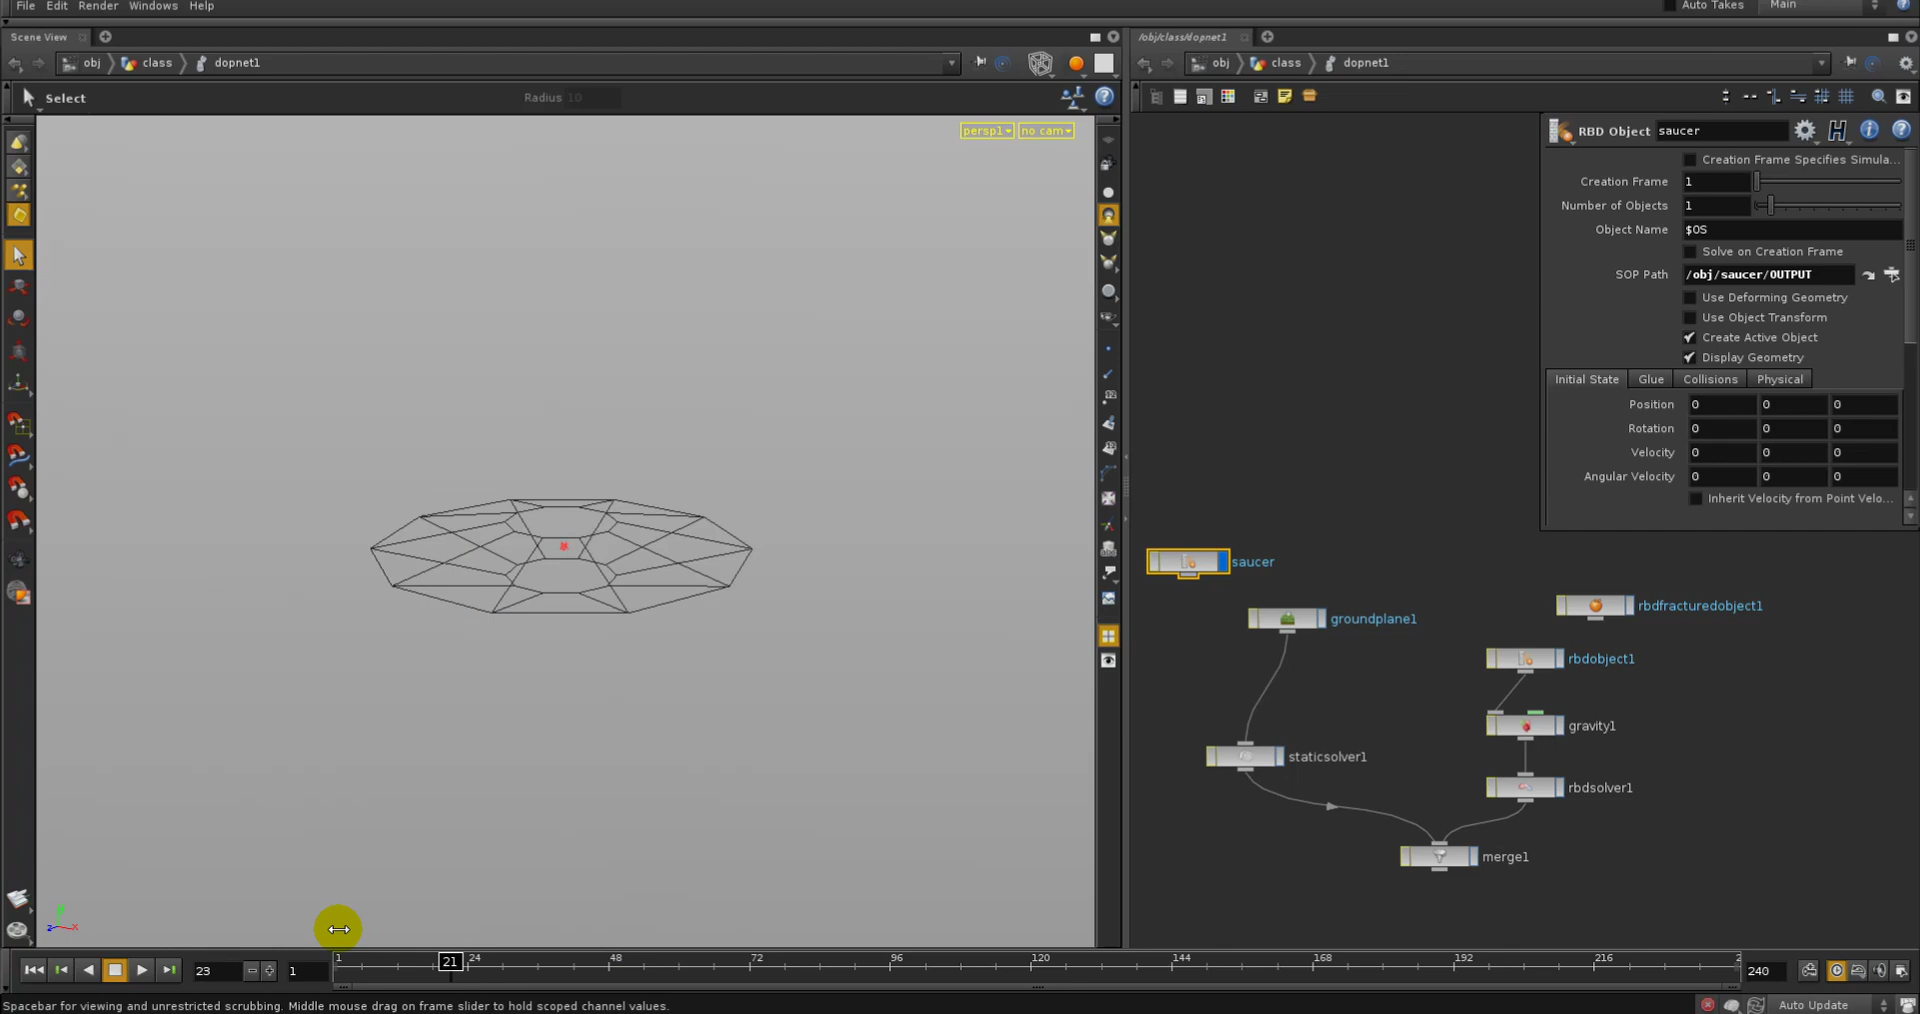 File Edit Render Windows Help
Auto Takes Main
Scene View
/obj/class/dopnet1
obj class dopnet1
obj class dopnet1
Select
Radius 10
persp1 no cam
RBD Object saucer
Creation Frame Specifies Simula...
Creation Frame 1
Number of Objects 1
Object Name $OS
Solve on Creation Frame
SOP Path /obj/saucer/OUTPUT
Use Deforming Geometry
Use Object Transform
Create Active Object
Display Geometry
Initial State Glue Collisions Physical
Position 0 0 0
Rotation 0 0 0
Velocity 0 0 0
Angular Velocity 0 0 0
Inherit Velocity from Point Velo...
saucer
groundplane1
rbdfracturedobject1
rbdobject1
gravity1
staticsolver1
rbdsolver1
merge1
y
z x
23 1 1 21 24 48 72 96 120 144 168 192 216 2 240
Spacebar for viewing and unrestricted scrubbing. Middle mouse drag on frame slider to hold scoped channel values.
Auto Update